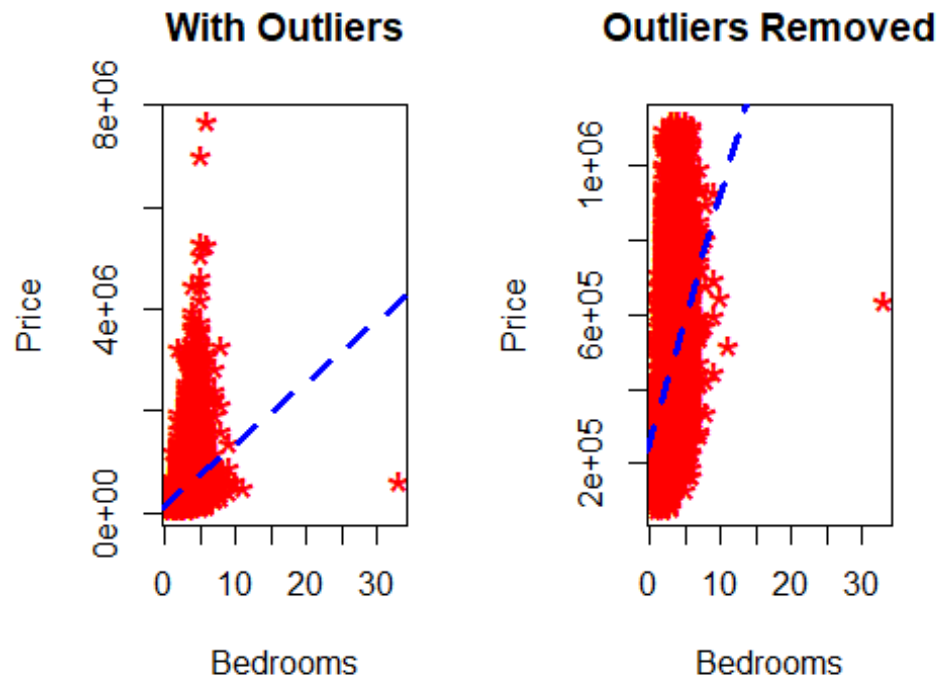 With Outliers
Price
8e+06
4e+06
0e+00
0 10 20 30
Bedrooms
Outliers Removed
Price
1e+06
6e+05
2e+05
0 10 20 30
Bedrooms